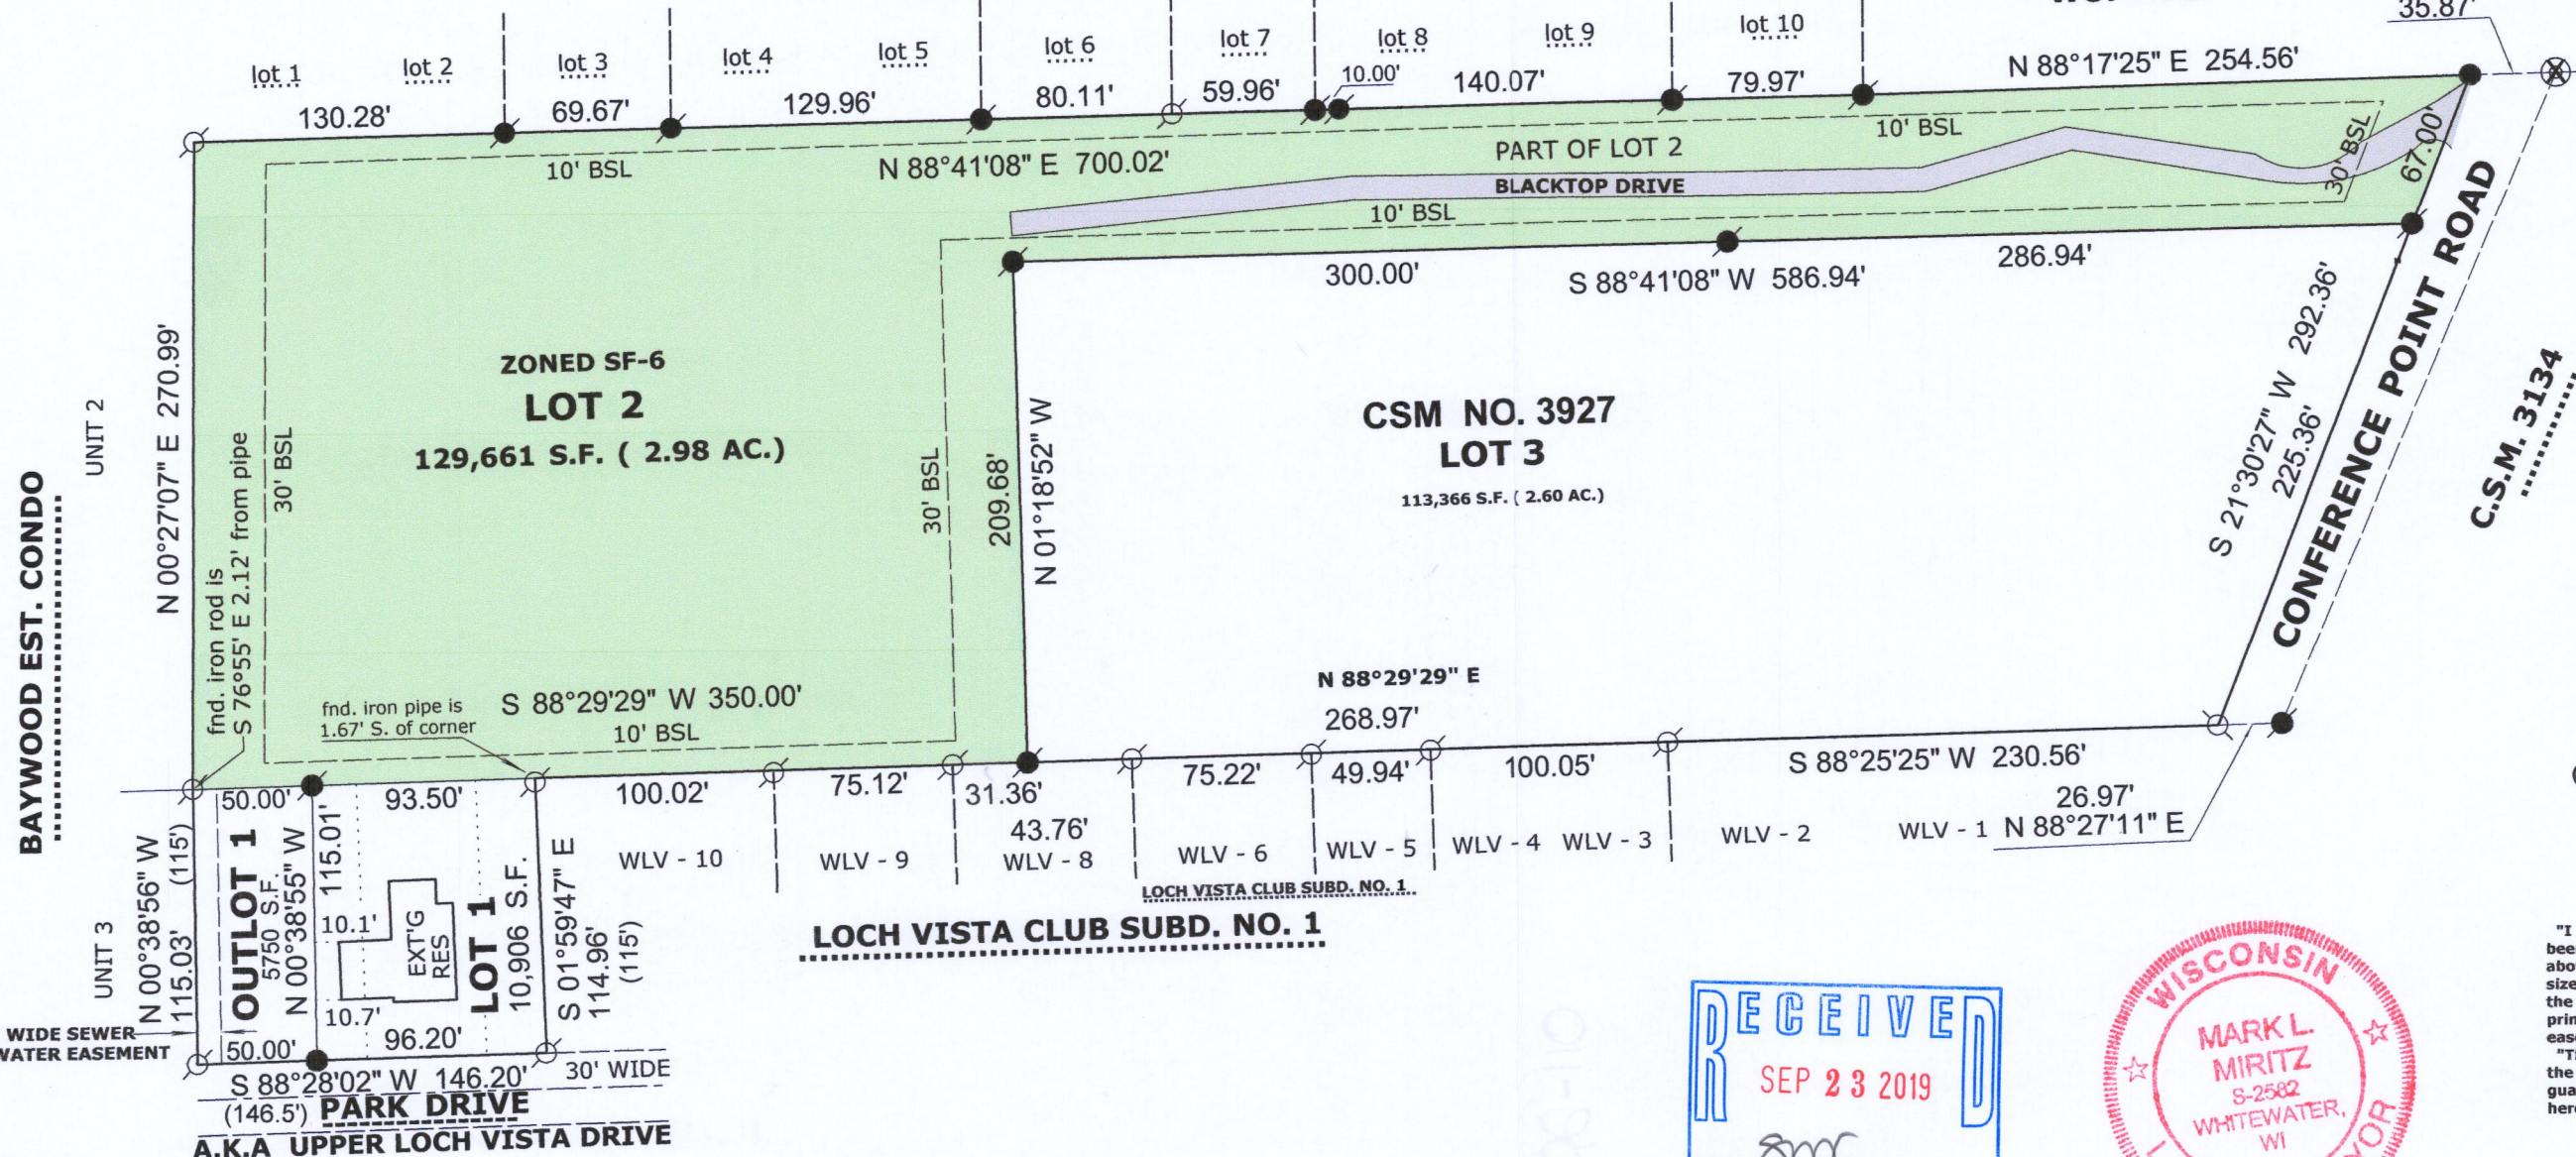 35.87'
lot 1
lot 2
lot 3
lot 4
lot 5
lot 6
lot 7
lot 8
lot 9
lot 10
130.28'
69.67'
129.96'
80.11'
59.96'
10.00'
140.07'
79.97'
N 88°17'25" E 254.56'
10' BSL
N 88°41'08" E 700.02'
PART OF LOT 2
10' BSL
BLACKTOP DRIVE
10' BSL
30' BSL
67.00'
300.00'
S 88°41'08" W 586.94'
286.94'
BAYWOOD EST. CONDO
UNIT 2
N 00°27'07" E 270.99'
fnd. iron rod is
S 76°55' E 2.12' from pipe
30' BSL
ZONED SF-6
LOT 2
129,661 S.F. ( 2.98 AC.)
30' BSL
209.68'
N 01°18'52" W
CSM NO. 3927
LOT 3
113,366 S.F. ( 2.60 AC.)
S 21°30'27" W 292.36'
225.36'
CONFERENCE POINT ROAD
C.S.M. 3134
fnd. iron pipe is
1.67' S. of corner
S 88°29'29" W 350.00'
10' BSL
N 88°29'29" E
268.97'
50.00'
93.50'
100.02'
75.12'
31.36'
43.76'
75.22'
49.94'
100.05'
S 88°25'25" W 230.56'
26.97'
N 88°27'11" E
WLV - 10
WLV - 9
WLV - 8
WLV - 6
WLV - 5
WLV - 4
WLV - 3
WLV - 2
WLV - 1
LOCH VISTA CLUB SUBD. NO. 1
LOCH VISTA CLUB SUBD. NO. 1
UNIT 3
N 00°38'56" W
115.03' (115')
OUTLOT 1
5750 S.F.
N 00°38'55" W
115.01'
10.1'
EXT'G
RES
10.7'
LOT 1
10,906 S.F.
S 01°59'47" E
114.96'
(115')
WIDE SEWER
WATER EASEMENT
50.00'
96.20'
S 88°28'02" W 146.20'
30' WIDE
(146.5')
PARK DRIVE
A.K.A UPPER LOCH VISTA DRIVE
RECEIVED
SEP 23 2019
WISCONSIN
MARK L.
MIRITZ
S-2582
WHITEWATER,
WI
"I
the
the